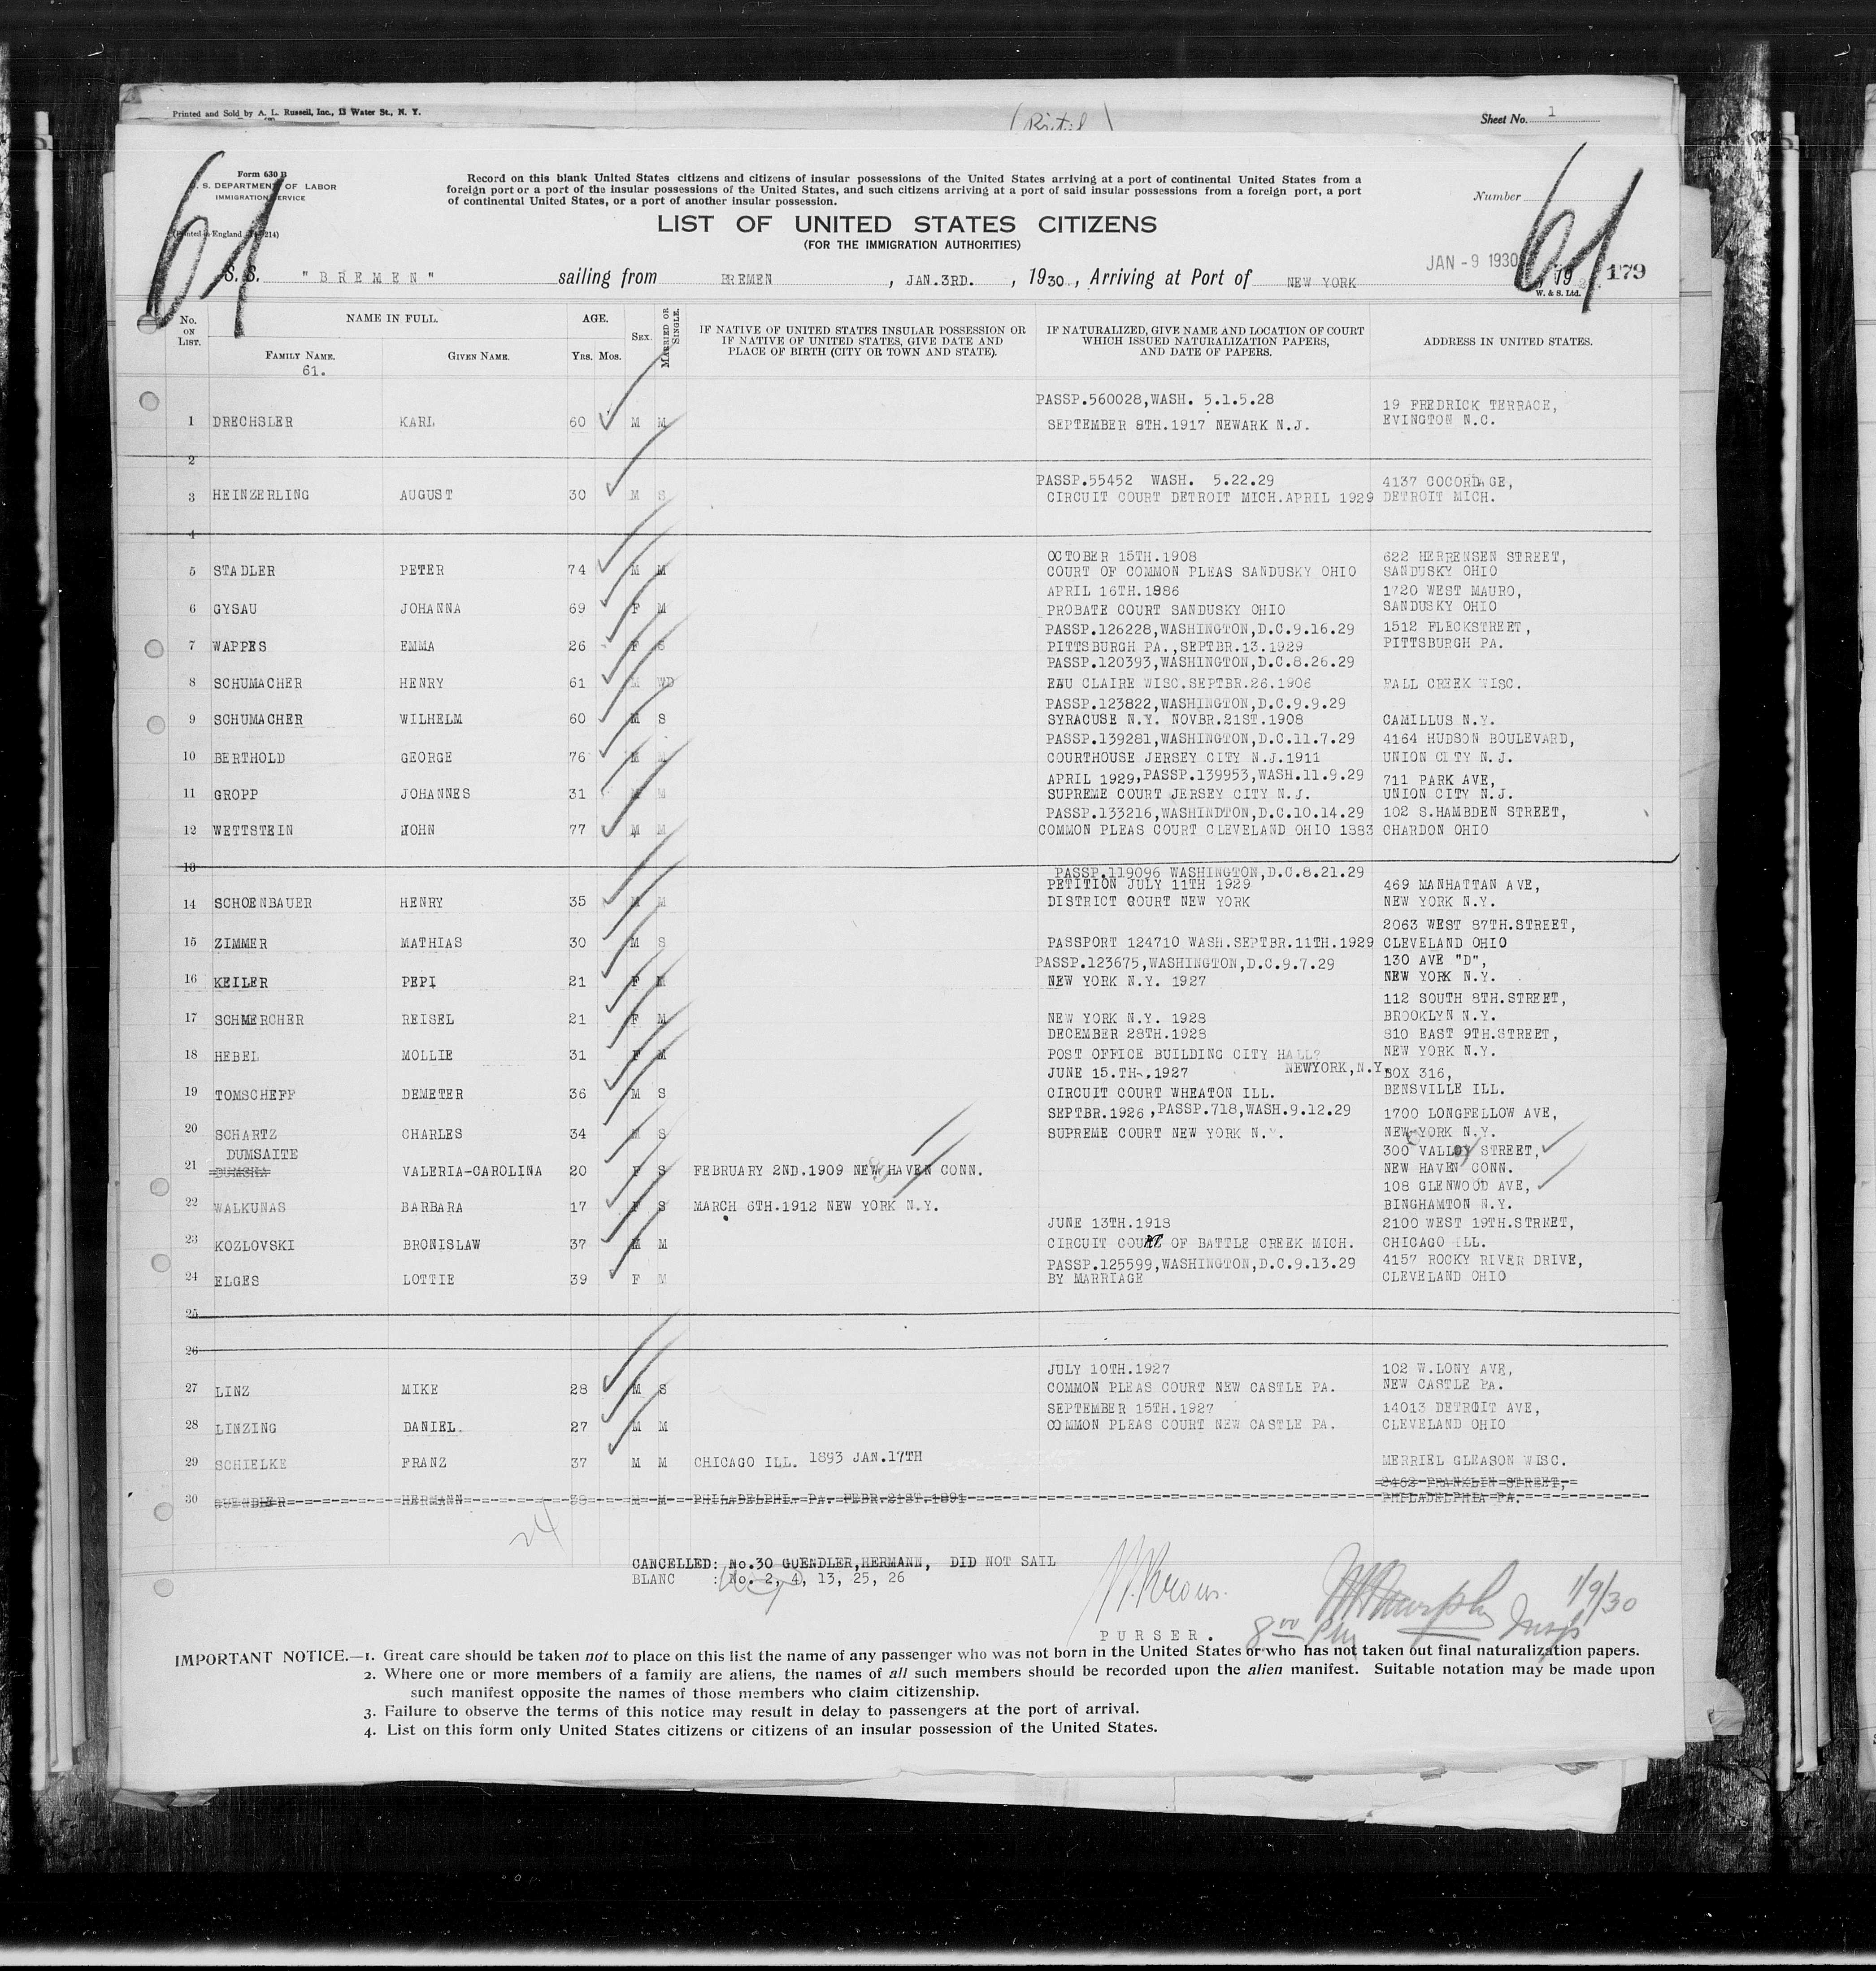 Printed and Sold by A. L. Russell, Inc., 13 Water St., N. Y.
Sheet No. 1
61
61
Form 630 B
U. S. DEPARTMENT OF LABOR
IMMIGRATION SERVICE
Record on this blank United States citizens and citizens of insular possessions of the United States arriving at a port of continental United States from a
foreign port or a port of the insular possessions of the United States, and such citizens arriving at a port of said insular possessions from a foreign port, a port
of continental United States, or a port of another insular possession.
Number
LIST OF UNITED STATES CITIZENS
(FOR THE IMMIGRATION AUTHORITIES)
S. S. "BREMEN" sailing from BREMEN, JAN.3RD., 1930., Arriving at Port of NEW YORK JAN -9 1930 19 179
W. & S. Ltd.
No. ON LIST. NAME IN FULL. AGE. SEX. MARRIED OR SINGLE. IF NATIVE OF UNITED STATES INSULAR POSSESSION OR IF NATIVE OF UNITED STATES, GIVE DATE AND PLACE OF BIRTH (CITY OR TOWN AND STATE). IF NATURALIZED, GIVE NAME AND LOCATION OF COURT WHICH ISSUED NATURALIZATION PAPERS, AND DATE OF PAPERS. ADDRESS IN UNITED STATES.
FAMILY NAME. GIVEN NAME. YRS. MOS.
61.
PASSP.560028,WASH. 5.1.5.28 19 FREDRICK TERRACE,
1 DRECHSLER KARL 60 M M SEPTEMBER 8TH.1917 NEWARK N.J. EVINGTON N.C.
2
PASSP.55452 WASH. 5.22.29 4137 COCORDGE,
3 HEINZERLING AUGUST 30 M S CIRCUIT COURT DETROIT MICH.APRIL 1929 DETROIT MICH.
4
OCTOBER 15TH.1908 622 HERRENSEN STREET,
5 STADLER PETER 74 M M COURT OF COMMON PLEAS SANDUSKY OHIO SANDUSKY OHIO
APRIL 16TH.1886 1720 WEST MAURO,
6 GYSAU JOHANNA 69 F M PROBATE COURT SANDUSKY OHIO SANDUSKY OHIO
PASSP.126228,WASHINGTON,D.C.9.16.29 1512 FLECKSTREET,
7 WAPPES EMMA 26 F S PITTSBURGH PA.,SEPTBR.13.1929 PITTSBURGH PA.
PASSP.120393,WASHINGTON,D.C.8.26.29
8 SCHUMACHER HENRY 61 M WD EAU CLAIRE WISC.SEPTBR.26.1906 FALL CREEK WISC.
PASSP.123822,WASHINGTON,D.C.9.9.29
9 SCHUMACHER WILHELM 60 M S SYRACUSE N.Y. NOVBR.21ST.1908 CAMILLUS N.Y.
PASSP.139281,WASHINGTON,D.C.11.7.29 4164 HUDSON BOULEVARD,
10 BERTHOLD GEORGE 76 M M COURTHOUSE JERSEY CITY N.J.1911 UNION CITY N.J.
APRIL 1929,PASSP.139953,WASH.11.9.29 711 PARK AVE,
11 GROPP JOHANNES 31 M M SUPREME COURT JERSEY CITY N.J. UNION CITY N.J.
PASSP.133216,WASHINDTON,D.C.10.14.29 102 S.HAMBDEN STREET,
12 WETTSTEIN JOHN 77 M M COMMON PLEAS COURT CLEVELAND OHIO 1883 CHARDON OHIO
13
PASSP.119096 WASHINGTON,D.C.8.21.29
PETITION JULY 11TH 1929 469 MANHATTAN AVE,
14 SCHOENBAUER HENRY 35 M M DISTRICT COURT NEW YORK NEW YORK N.Y.
2063 WEST 87TH.STREET,
15 ZIMMER MATHIAS 30 M S PASSPORT 124710 WASH.SEPTBR.11TH.1929 CLEVELAND OHIO
PASSP.123675,WASHINGTON,D.C.9.7.29 130 AVE "D",
16 KEILER PEPI 21 F M NEW YORK N.Y. 1927 NEW YORK N.Y.
112 SOUTH 8TH.STREET,
17 SCHMERCHER REISEL 21 F M NEW YORK N.Y. 1928 BROOKLYN N.Y.
DECEMBER 28TH.1928 810 EAST 9TH.STREET,
18 HEBEL MOLLIE 31 F M POST OFFICE BUILDING CITY HALL? NEW YORK N.Y.
NEWYORK,N.Y.
JUNE 15.TH.1927 BOX 316,
19 TOMSCHEFF DEMETER 36 M S CIRCUIT COURT WHEATON ILL. BENSVILLE ILL.
SEPTBR.1926,PASSP.718,WASH.9.12.29 1700 LONGFELLOW AVE,
20 SCHARTZ CHARLES 34 M S SUPREME COURT NEW YORK N.Y. NEW YORK N.Y.
DUMSAITE 300 VALLEY STREET,
21 DUMSHA VALERIA-CAROLINA 20 F S FEBRUARY 2ND.1909 NEW HAVEN CONN. NEW HAVEN CONN.
108 GLENWOOD AVE,
22 WALKUNAS BARBARA 17 F S MARCH 6TH.1912 NEW YORK N.Y. BINGHAMTON N.Y.
JUNE 13TH.1918 2100 WEST 19TH.STREET,
23 KOZLOVSKI BRONISLAW 37 M M CIRCUIT COURT OF BATTLE CREEK MICH. CHICAGO ILL.
PASSP.125599,WASHINGTON,D.C.9.13.29 4157 ROCKY RIVER DRIVE,
24 ELGES LOTTIE 39 F M BY MARRIAGE CLEVELAND OHIO
25
26
JULY 10TH.1927 102 W.LONY AVE,
27 LINZ MIKE 28 M S COMMON PLEAS COURT NEW CASTLE PA. NEW CASTLE PA.
SEPTEMBER 15TH.1927 14013 DETROIT AVE,
28 LINZING DANIEL. 27 M M COMMON PLEAS COURT NEW CASTLE PA. CLEVELAND OHIO
29 SCHIELKE FRANZ 37 M M CHICAGO ILL. 1893 JAN.17TH MERRIEL GLEASON WISC.
2462 FRANKLIN STREET,
30 GUENDLER HERMANN 38 M M PHILADELPHI. PA. FEBR.21ST.1891 PHILADELPHIA PA.
24
CANCELLED: No.30 GUENDLER,HERMANN, DID NOT SAIL
BLANC : No. 2, 4, 13, 25, 26
1/9/30
8 00 PM
PURSER.
IMPORTANT NOTICE.—1. Great care should be taken not to place on this list the name of any passenger who was not born in the United States or who has not taken out final naturalization papers.
2. Where one or more members of a family are aliens, the names of all such members should be recorded upon the alien manifest. Suitable notation may be made upon
such manifest opposite the names of those members who claim citizenship.
3. Failure to observe the terms of this notice may result in delay to passengers at the port of arrival.
4. List on this form only United States citizens or citizens of an insular possession of the United States.